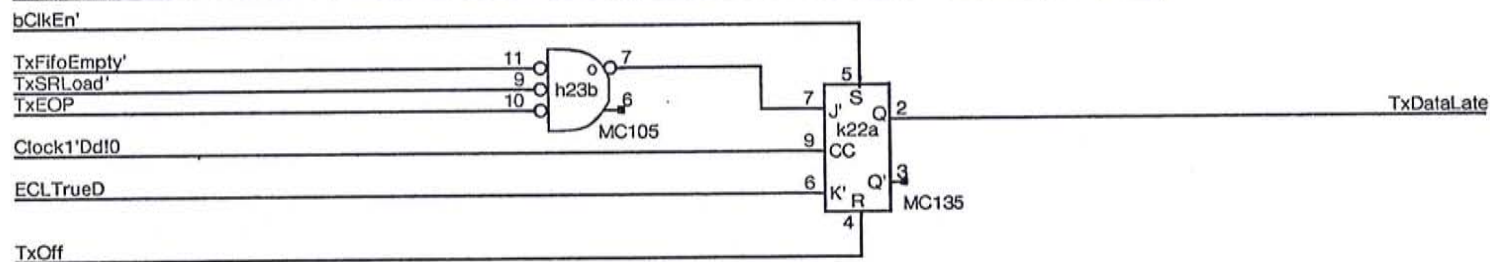 bClkEn'
TxFifoEmpty' 11 7
TxSRLoad' 9 o h23b
TxEOP 10 6
MC105
5 S
7 J' Q 2 TxDataLate
k22a
Clock1'Dd!0 9 CC
ECLTrueD 6 K' Q' 3
R MC135
4
TxOff